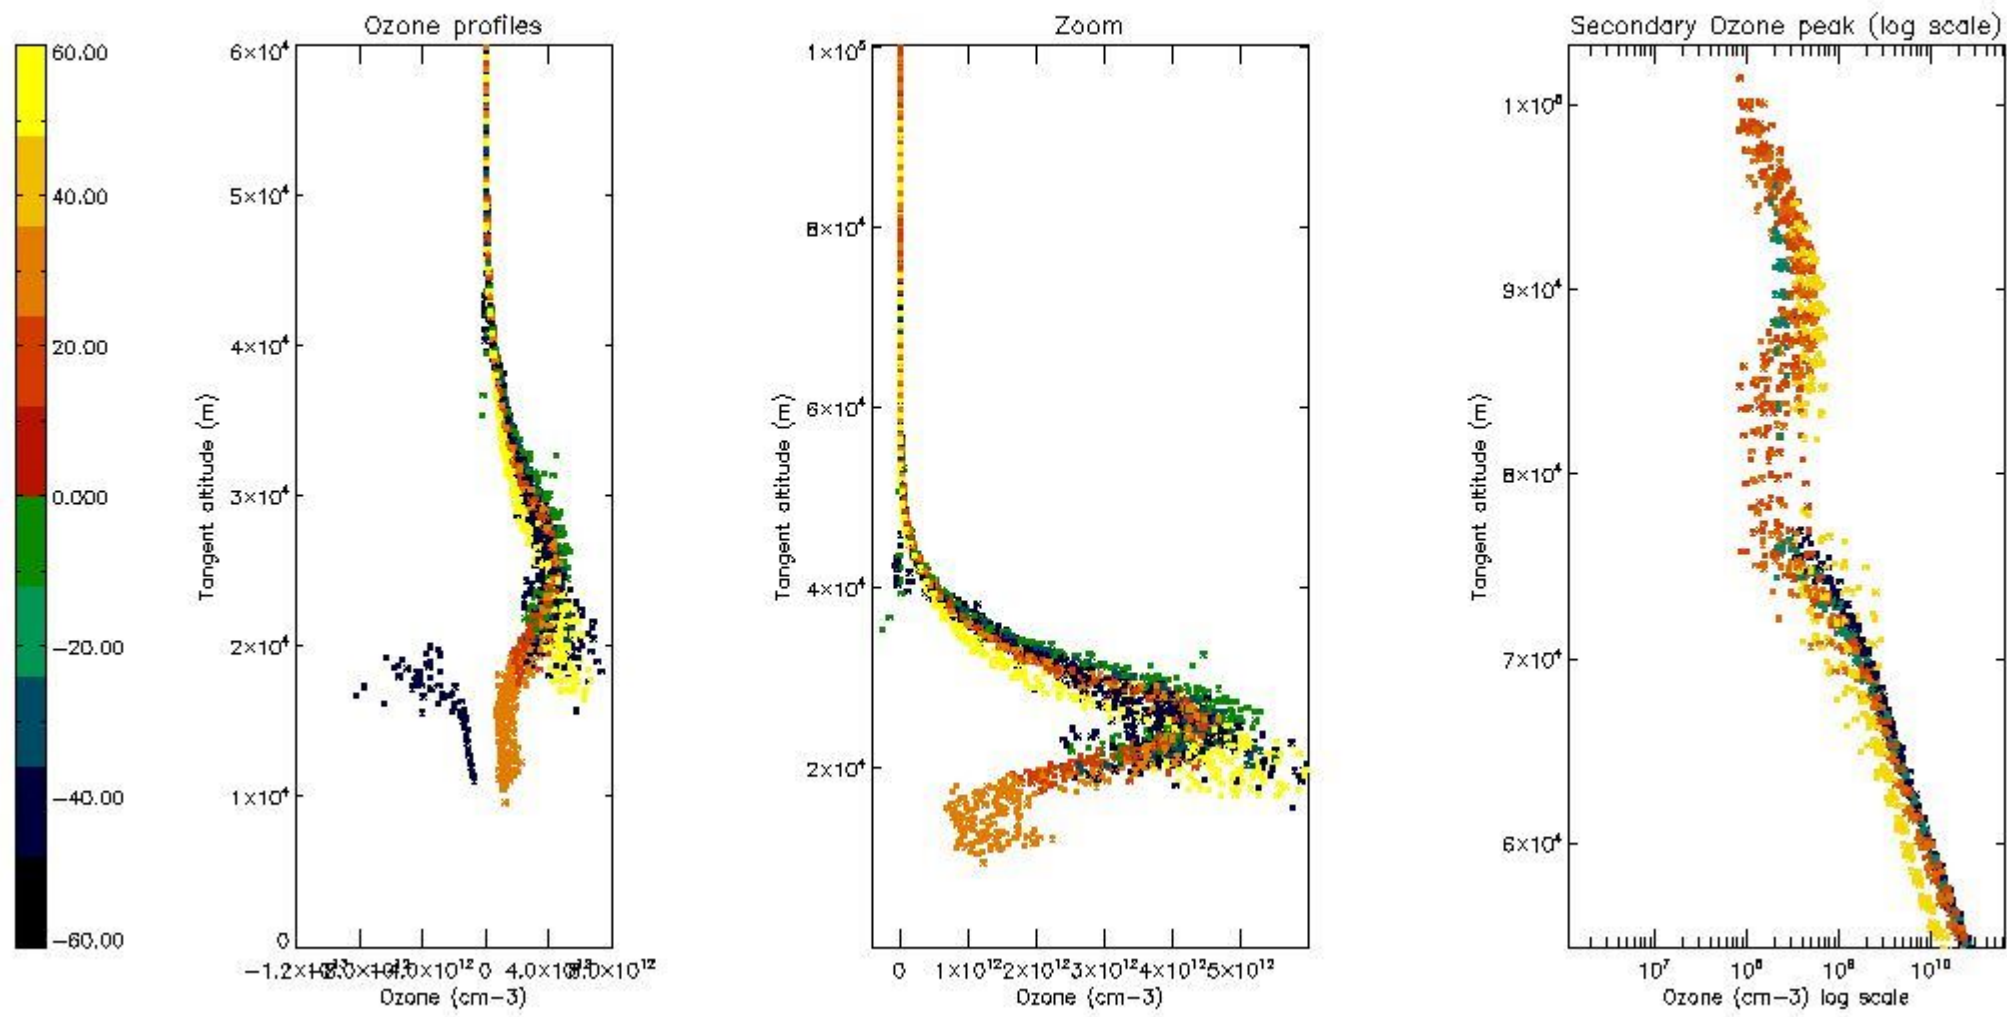 Ozone profiles
Zoom
Secondary Ozone peak (log scale)
60.00
40.00
20.00
−20.00
−40.00
−60.00
6×10⁴
5×10⁴
4×10⁴
3×10⁴
2×10⁴
1×10⁴
0
Tangent altitude (m)
0
Ozone (cm−3)
1×10⁵
8×10⁴
6×10⁴
4×10⁴
2×10⁴
Tangent altitude (m)
0 1×10¹² 2×10¹² 3×10¹² 4×10¹² 5×10¹²
Ozone (cm−3)
9×10⁴
8×10⁴
7×10⁴
6×10⁴
Tangent altitude (m)
10⁷ 10⁸ 10⁹ 10¹⁰
Ozone (cm−3) log scale